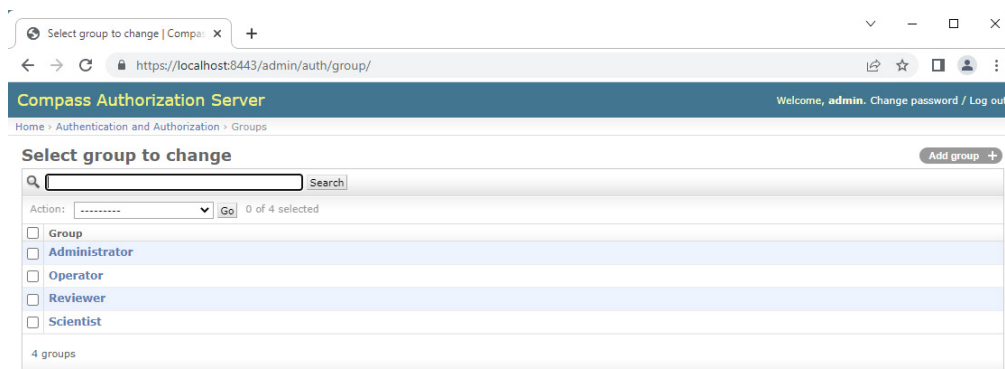 Select group to change | Compas
https://localhost:8443/admin/auth/group/
Compass Authorization Server
Welcome, admin. Change password / Log out
Home › Authentication and Authorization › Groups
Select group to change
Add group +
Search
Action: --------- Go 0 of 4 selected
Group
Administrator
Operator
Reviewer
Scientist
4 groups